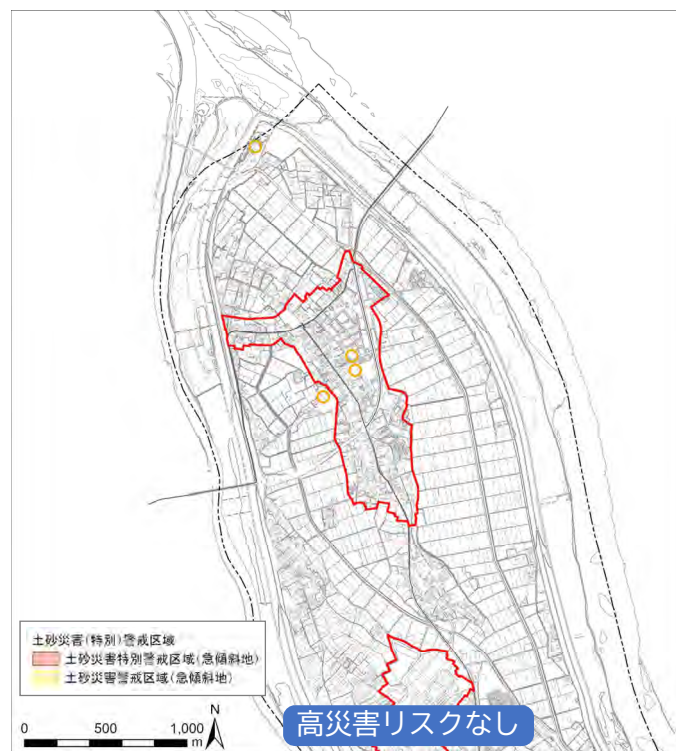 土砂災害(特別)警戒区域
土砂災害特別警戒区域(急傾斜地)
土砂災害警戒区域(急傾斜地)
0 500 1,000
m
N
高災害リスクなし